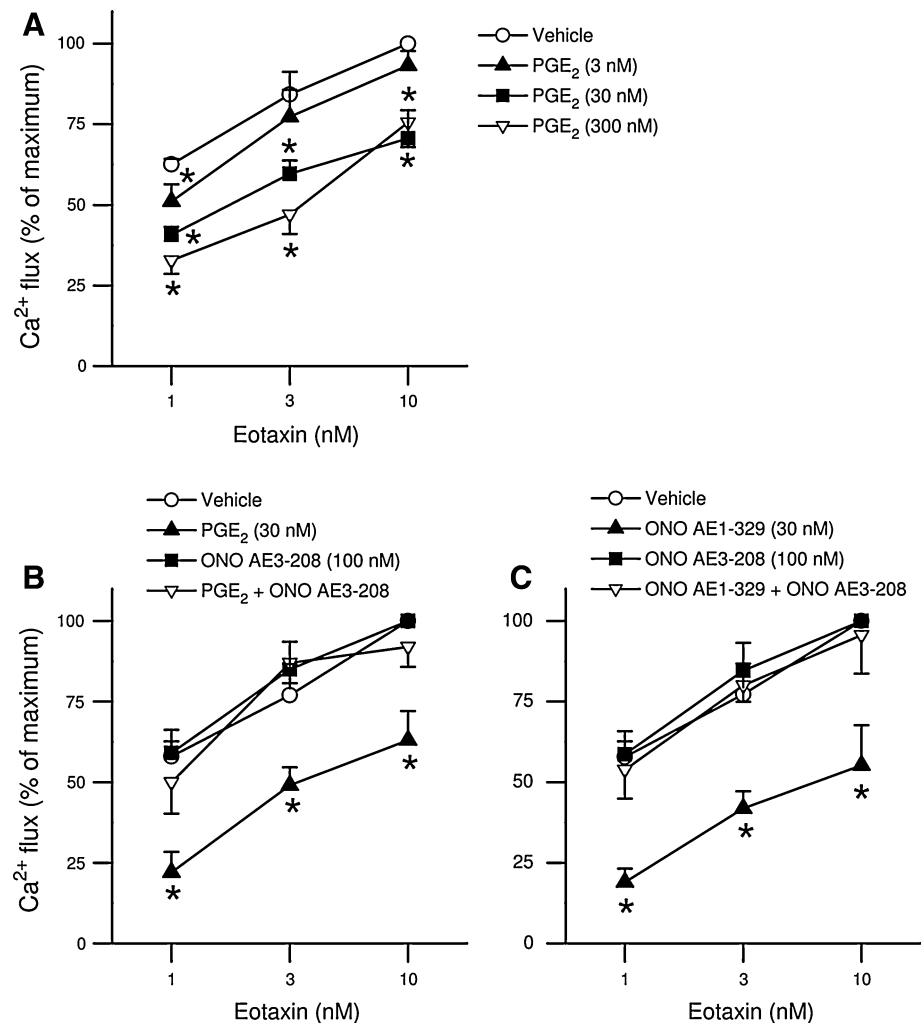 A
Vehicle
PGE₂ (3 nM)
PGE₂ (30 nM)
PGE₂ (300 nM)
Ca²⁺ flux (% of maximum)
100
75
50
25
0
* * *
* * *
* *
1 3 10
Eotaxin (nM)
B
Vehicle
PGE₂ (30 nM)
ONO AE3-208 (100 nM)
PGE₂ + ONO AE3-208
Ca²⁺ flux (% of maximum)
100
75
50
25
0
* * *
1 3 10
Eotaxin (nM)
C
Vehicle
ONO AE1-329 (30 nM)
ONO AE3-208 (100 nM)
ONO AE1-329 + ONO AE3-208
100
75
50
25
0
* * *
1 3 10
Eotaxin (nM)